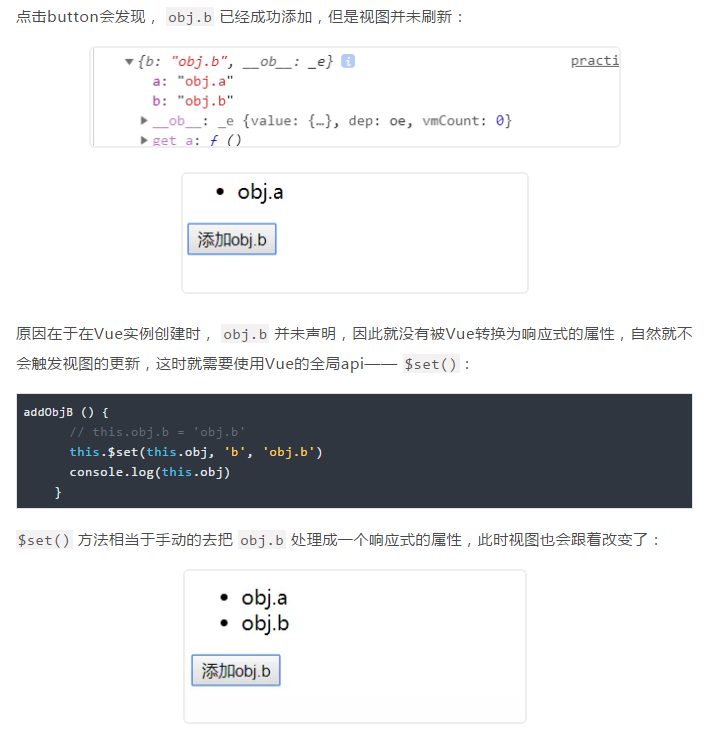 点击button会发现， obj.b 已经成功添加，但是视图并未刷新：
▼{b: "obj.b", __ob__: _e} i practi
a: "obj.a"
b: "obj.b"
▶__ob__: _e {value: {…}, dep: oe, vmCount: 0}
▶get a: ƒ ()
• obj.a
添加obj.b
原因在于在Vue实例创建时， obj.b 并未声明，因此就没有被Vue转换为响应式的属性，自然就不
会触发视图的更新，这时就需要使用Vue的全局api—— $set()：
addObjB () {
// this.obj.b = 'obj.b'
this.$set(this.obj, 'b', 'obj.b')
console.log(this.obj)
}
$set() 方法相当于手动的去把 obj.b 处理成一个响应式的属性，此时视图也会跟着改变了：
• obj.a
• obj.b
添加obj.b